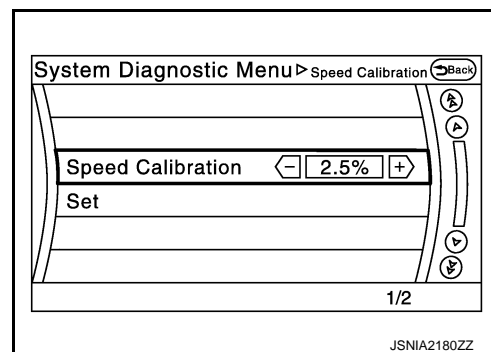 System Diagnostic Menu ▷ Speed Calibration Back
Speed Calibration - 2.5% +
Set
1/2
JSNIA2180ZZ